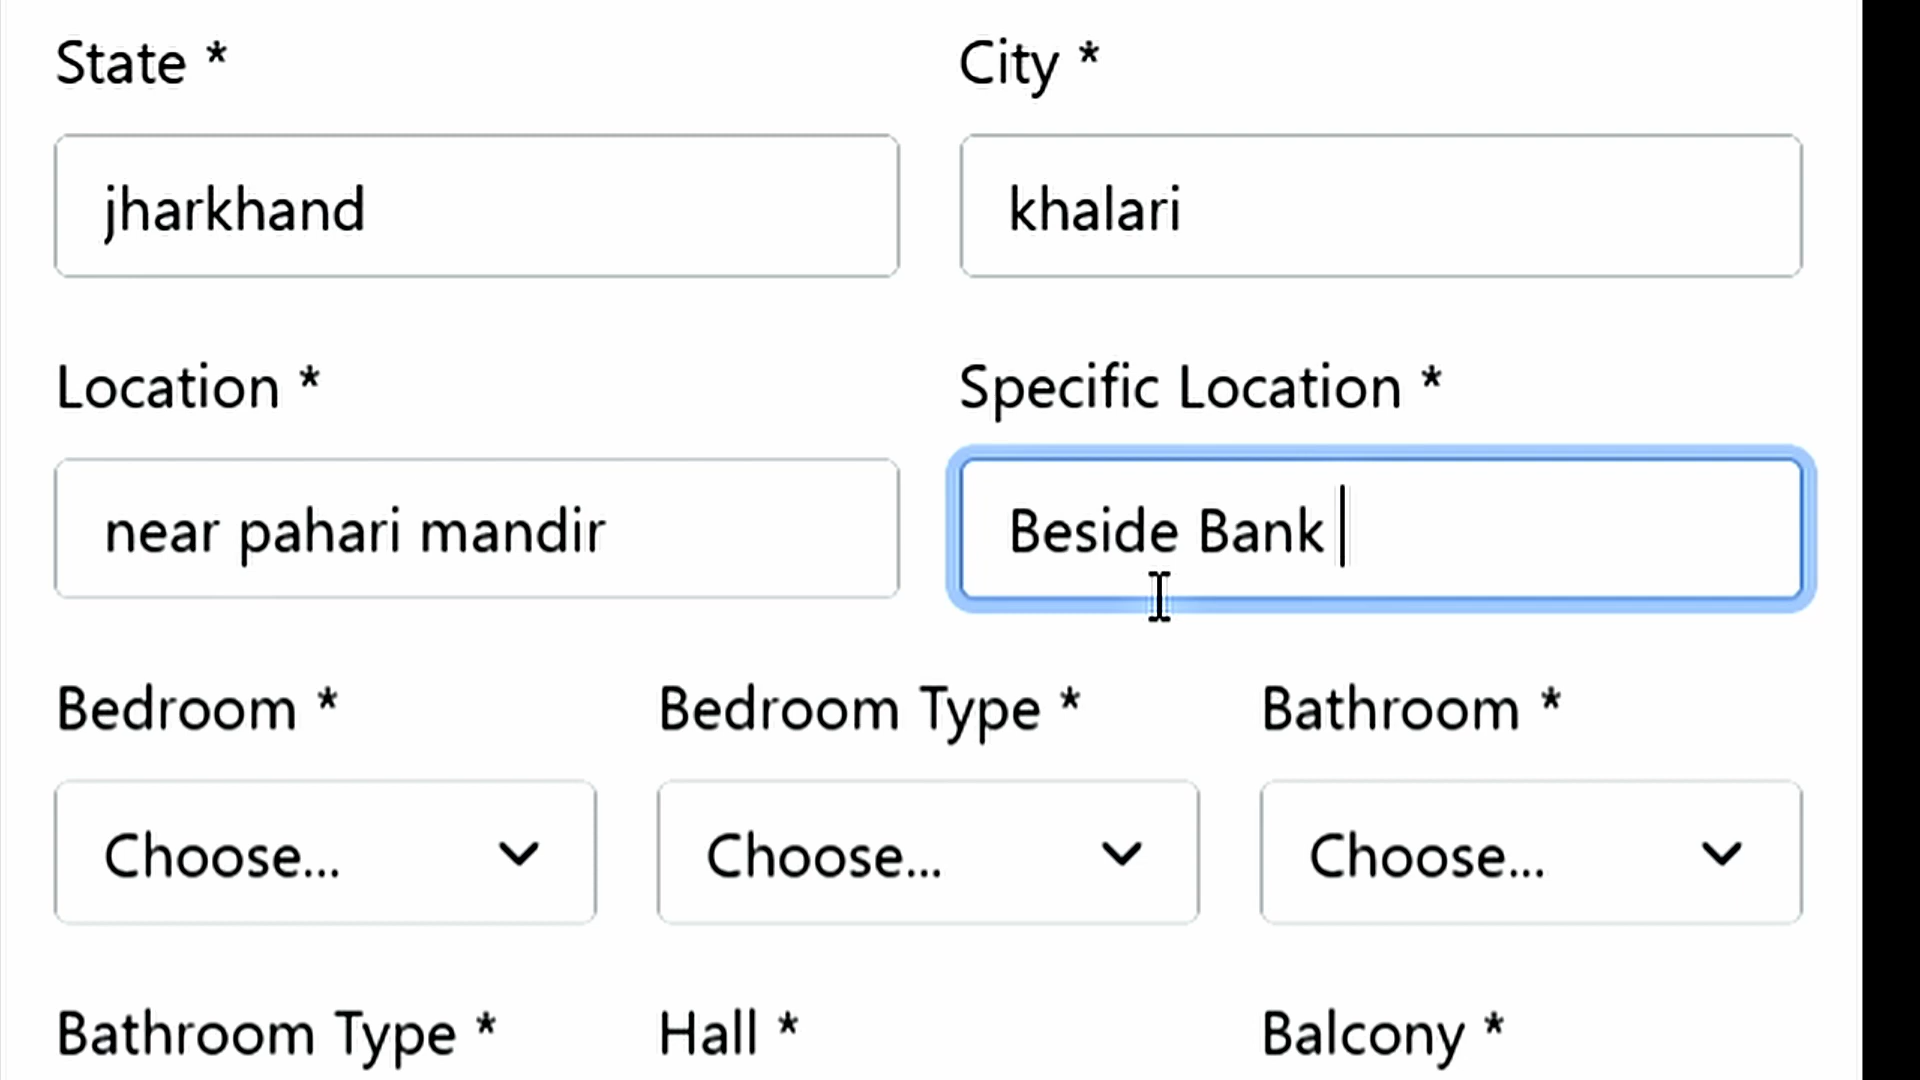 State * City *
jharkhand khalari
Location * Specific Location *
near pahari mandir Beside Bank
Bedroom * Bedroom Type * Bathroom *
Choose... Choose... Choose...
Bathroom Type * Hall * Balcony *